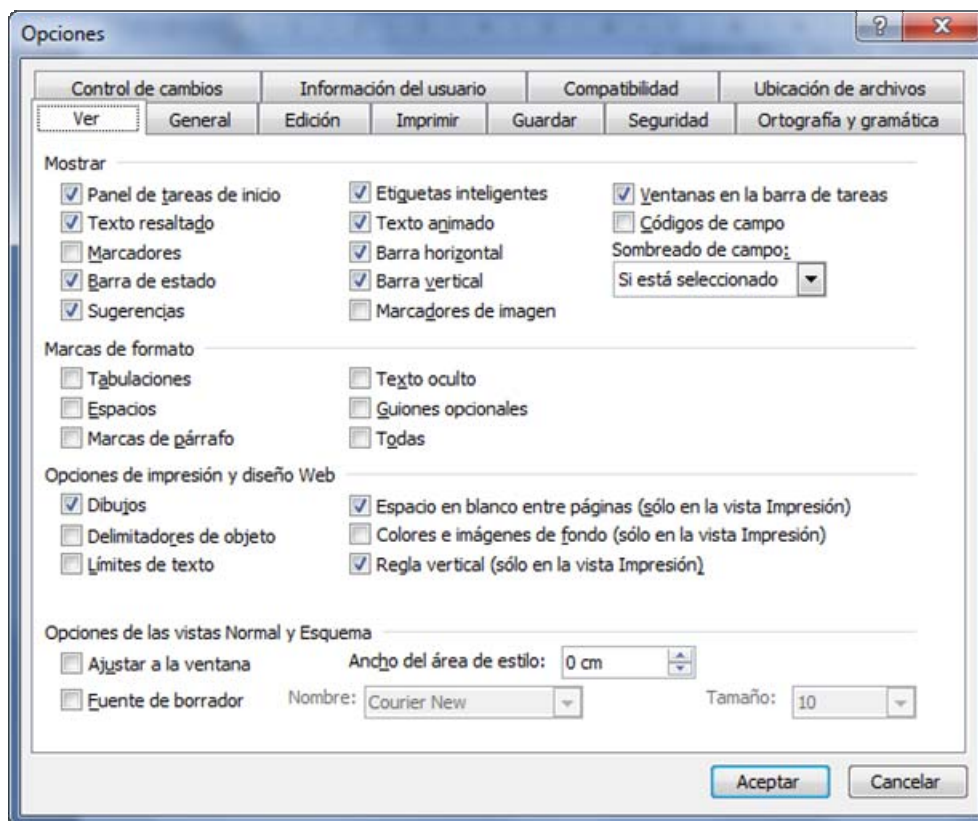 Opciones
Control de cambios Información del usuario Compatibilidad Ubicación de archivos
Ver General Edición Imprimir Guardar Seguridad Ortografía y gramática
Mostrar
Panel de tareas de inicio Etiquetas inteligentes Ventanas en la barra de tareas
Texto resaltado Texto animado Códigos de campo
Marcadores Barra horizontal Sombreado de campo:
Barra de estado Barra vertical Si está seleccionado
Sugerencias Marcadores de imagen
Marcas de formato
Tabulaciones Texto oculto
Espacios Guiones opcionales
Marcas de párrafo Todas
Opciones de impresión y diseño Web
Dibujos Espacio en blanco entre páginas (sólo en la vista Impresión)
Delimitadores de objeto Colores e imágenes de fondo (sólo en la vista Impresión)
Límites de texto Regla vertical (sólo en la vista Impresión)
Opciones de las vistas Normal y Esquema
Ajustar a la ventana Ancho del área de estilo: 0 cm
Fuente de borrador Nombre: Courier New Tamaño: 10
Aceptar Cancelar